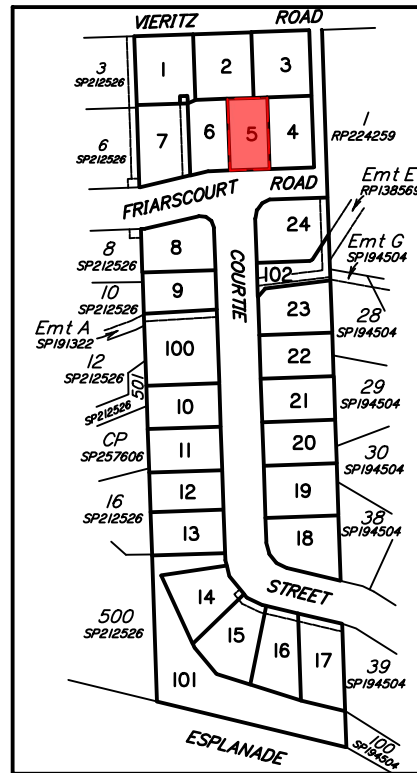 VIERITZ ROAD
3
SP212526
1
2
3
1
RP224259
6
SP212526
7
6
5
4
Emt E
RP138569
FRIARSCOURT ROAD
Emt G
SP194504
8
SP212526
8
COURTIE
24
102
10
SP212526
9
23
28
SP194504
Emt A
SP191322
12
SP212526
100
22
501
SP212526
29
SP194504
10
21
CP
SP257606
11
20
30
SP194504
16
SP212526
12
19
38
SP194504
13
18
STREET
500
SP212526
14
15
16
17
39
SP194504
101
100
SP194504
ESPLANADE